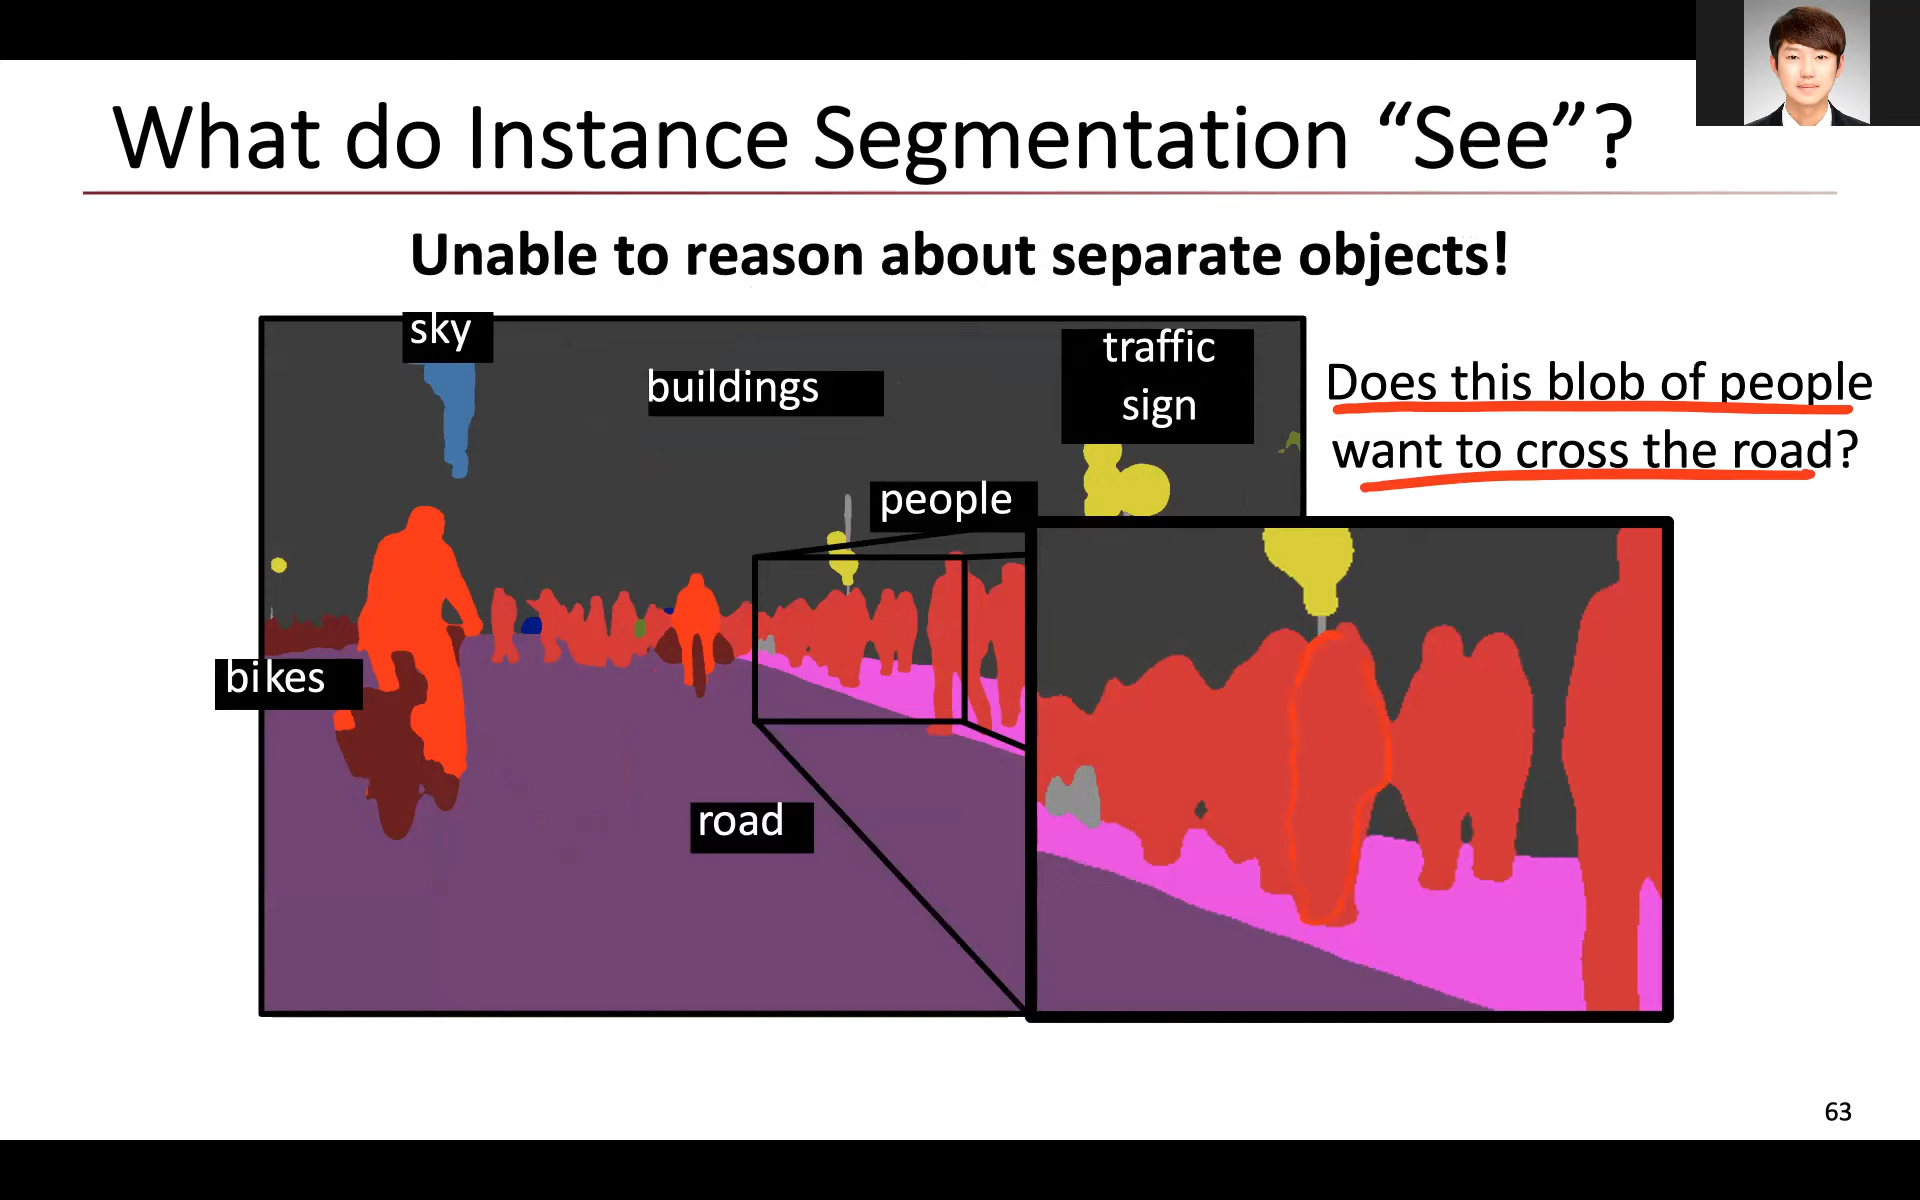 What do Instance Segmentation “See”?
Unable to reason about separate objects!
sky
buildings
traffic
sign
Does this blob of people
want to cross the road?
people
bikes
road
63